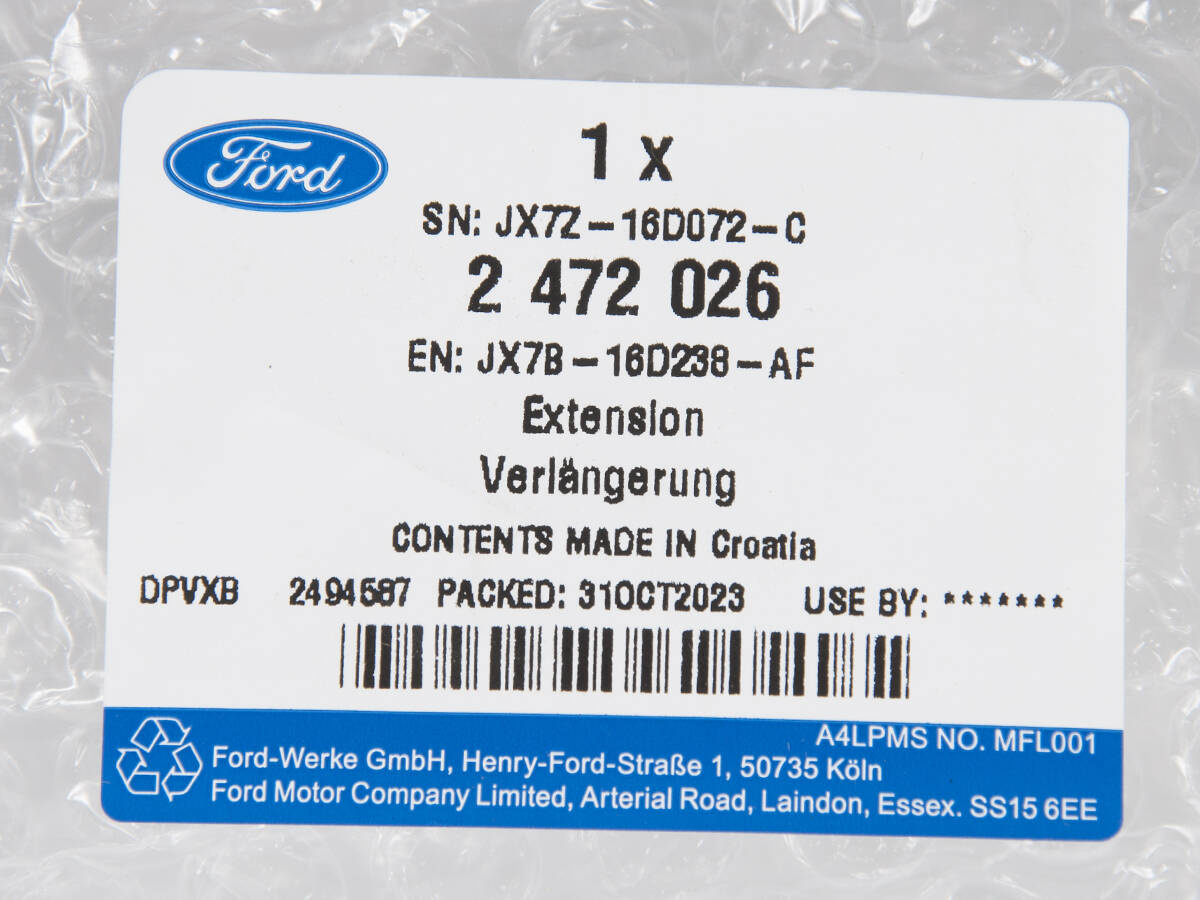 Ford
1 x
SN: JX7Z-16D072-C
2 472 026
EN: JX7B-16D238-AF
Extension
Verlängerung
CONTENTS MADE IN Croatia
DPVXB 2494587 PACKED: 31OCT2023 USE BY: *******
A4LPMS NO. MFL001
Ford-Werke GmbH, Henry-Ford-Straße 1, 50735 Köln
Ford Motor Company Limited, Arterial Road, Laindon, Essex. SS15 6EE